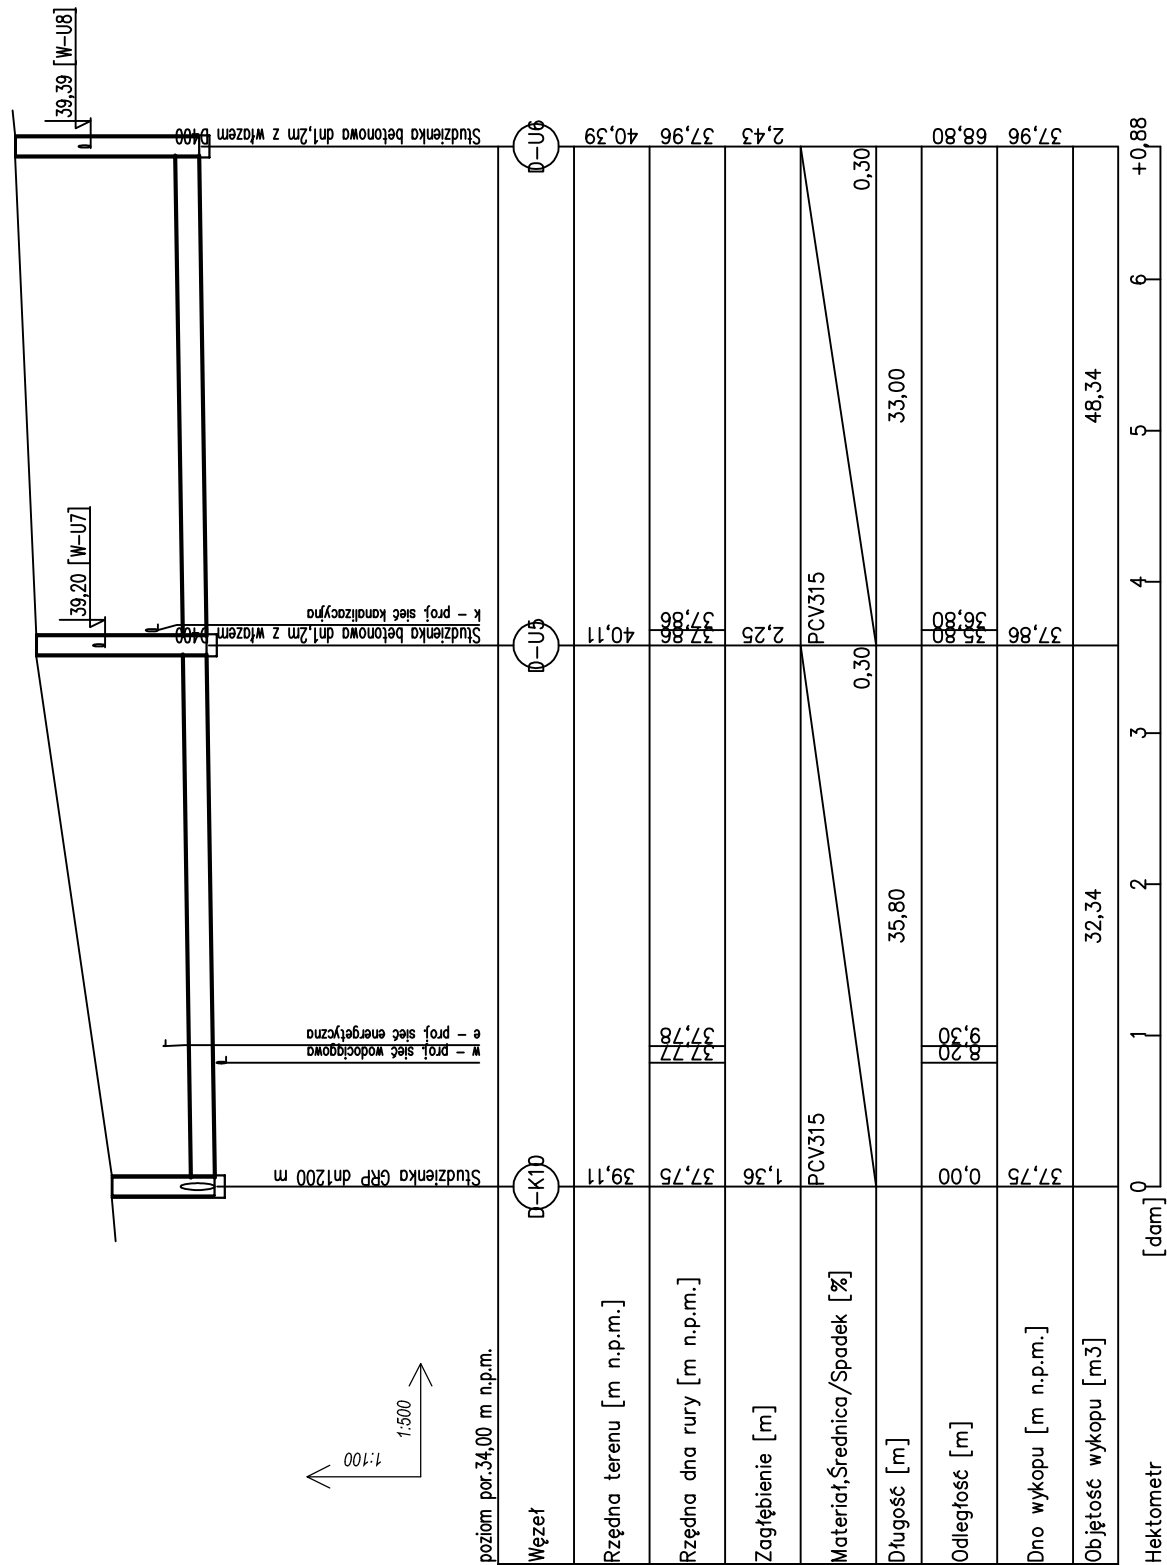 39,20 [W-U7]
39,39 [W-U8]
1:100
1:500
Studzienka GRP dn1200 m
w - proj. sieć wodociągowa
e - proj. sieć energetyczna
Studzienka betonowa dn1,2m z włazem D400
k - proj. sieć kanalizacyjna
Studzienka betonowa dn1,2m z włazem D400
poziom por.34,00 m n.p.m.
Węzeł D-K10 D-U5 D-U6
Rzędna terenu [m n.p.m.] 39,11 40,11 40,39
Rzędna dna rury [m n.p.m.] 37,75 37,77 37,78 37,86 37,86 37,96
Zagłębienie [m] 1,36 2,25 2,43
Materiał,Średnica/Spadek [%] PCV315 0,30 PCV315 0,30
Długość [m] 35,80 33,00
Odległość [m] 0,00 8,20 9,30 35,80 36,80 68,80
Dno wykopu [m n.p.m.] 37,75 37,86 37,96
Objętość wykopu [m3] 32,34 48,34
Hektometr [dam] 0 1 2 3 4 5 6 +0,88